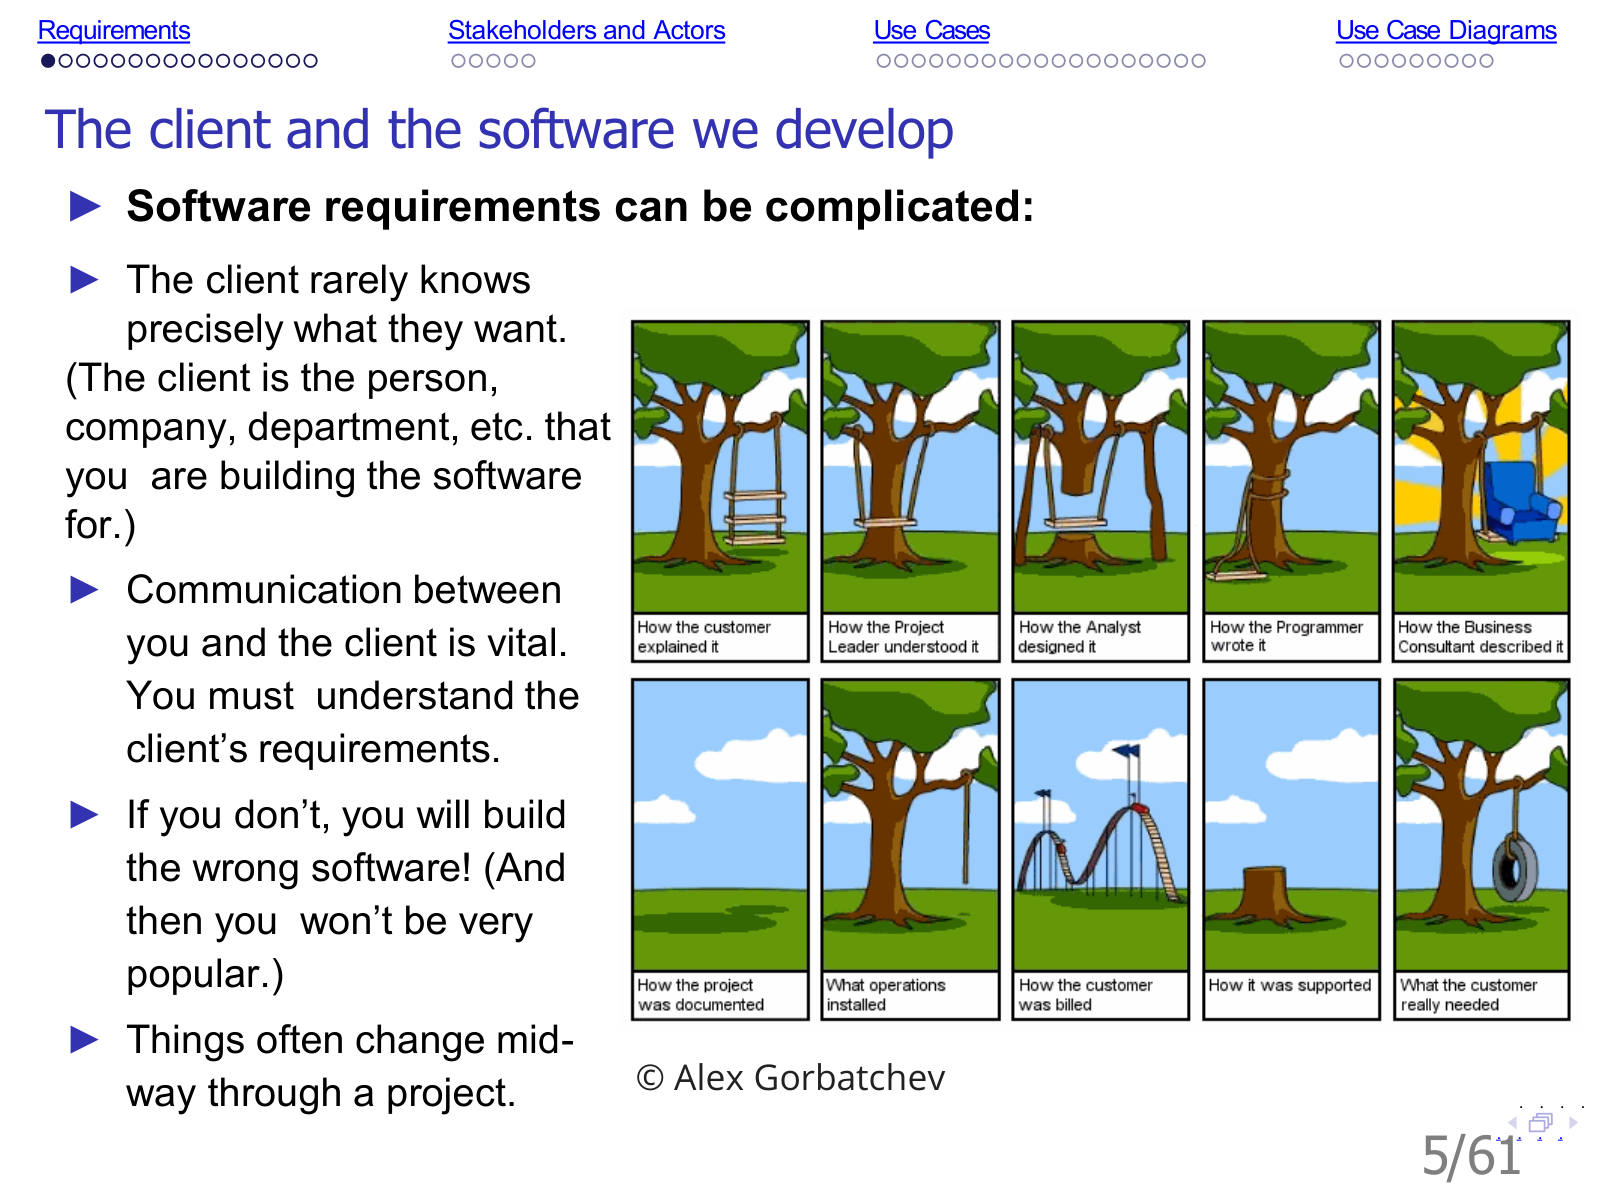 Requirements
Stakeholders and Actors
Use Cases
Use Case Diagrams
The client and the software we develop
► Software requirements can be complicated:
► The client rarely knows
precisely what they want.
(The client is the person,
company, department, etc. that
you are building the software
for.)
► Communication between
you and the client is vital.
You must understand the
client’s requirements.
► If you don’t, you will build
the wrong software! (And
then you won’t be very
popular.)
► Things often change mid-
way through a project.
How the customer
explained it
How the Project
Leader understood it
How the Analyst
designed it
How the Programmer
wrote it
How the Business
Consultant described it
How the project
was documented
What operations
installed
How the customer
was billed
How it was supported
What the customer
really needed
© Alex Gorbatchev
5/61